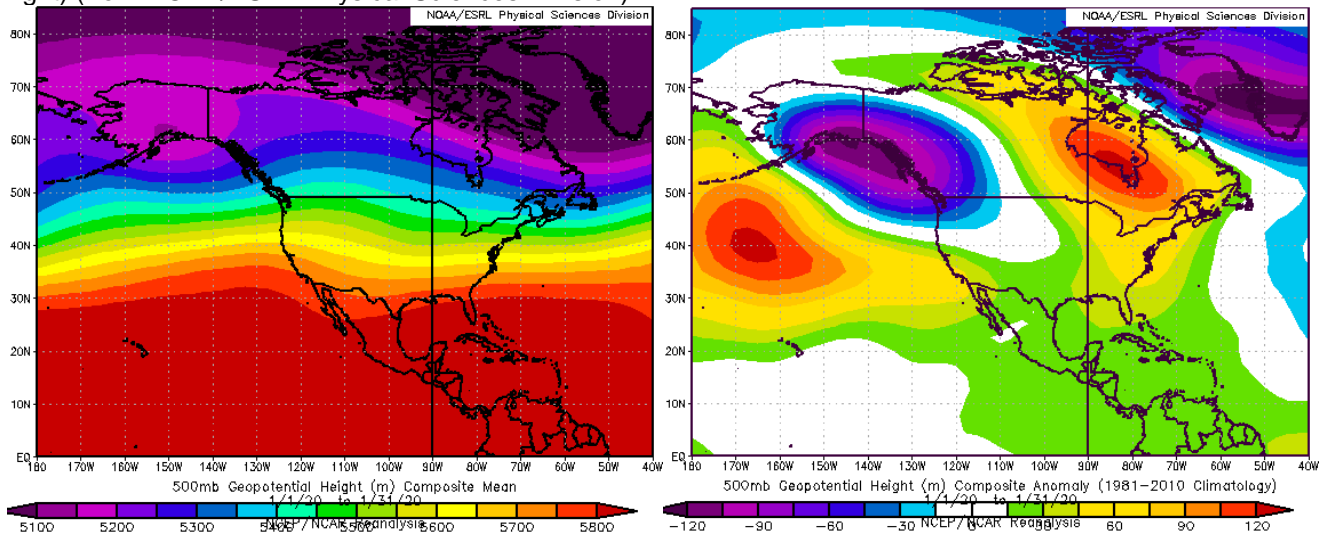 NOAA/ESRL Physical Sciences Division
80N
70N
60N
50N
40N
30N
20N
10N
EQ
180 170W 160W 150W 140W 130W 120W 110W 100W 90W 80W 70W 60W 50W 40W
500mb Geopotential Height (m) Composite Mean
1/1/20 to 1/31/20
NCEP/NCAR Reanalysis
5100 5200 5300 5400 5500 5600 5700 5800
NOAA/ESRL Physical Sciences Division
80N
70N
60N
50N
40N
30N
20N
10N
EQ
180 170W 160W 150W 140W 130W 120W 110W 100W 90W 80W 70W 60W 50W 40W
500mb Geopotential Height (m) Composite Anomaly (1981-2010 Climatology)
1/1/20 to 1/31/20
NCEP/NCAR Reanalysis
-120 -90 -60 -30 0 30 60 90 120